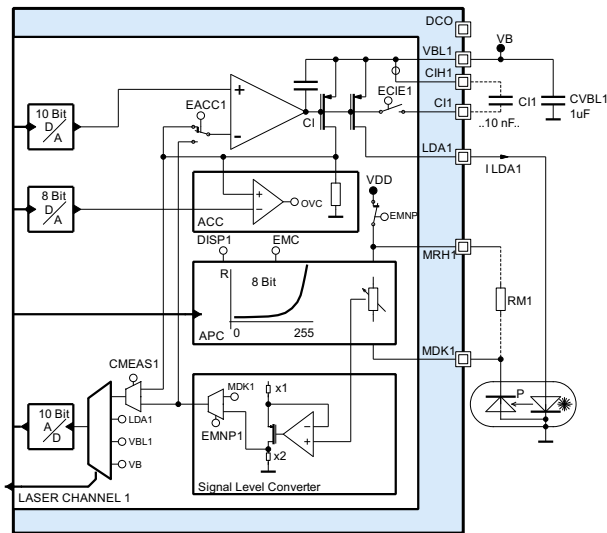 DCO
VBL1
VB
CIH1
ECIE1
CI1
CI1
CVBL1
1uF
..10 nF..
10 Bit
D
A
EACC1
+
−
CI
LDA1
I LDA1
8 Bit
D
A
VDD
+
−
OVC
EMNP
ACC
DISP1
EMC
MRH1
R
8 Bit
RM1
APC
0
255
MDK1
CMEAS1
x1
MDK1
P
10 Bit
A
D
LDA1
EMNP1
−
+
VBL1
x2
VB
LASER CHANNEL 1
Signal Level Converter